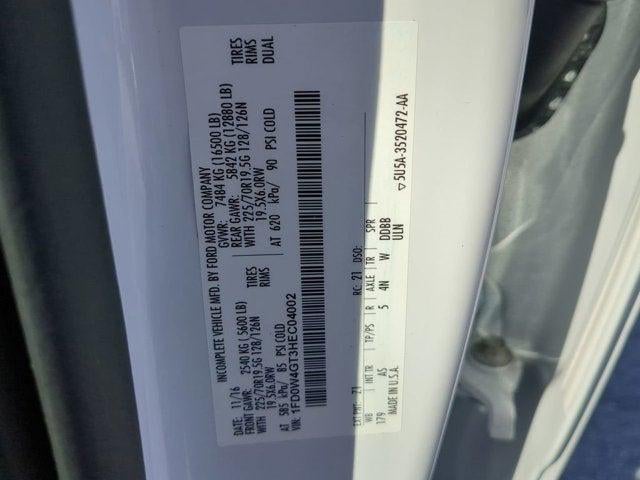 INCOMPLETE VEHICLE MFD. BY FORD MOTOR COMPANY
DATE: 11/16 GVWR: 7484 KG (16500 LB)
FRONT GAWR: 2540 KG (5600 LB) REAR GAWR: 5842 KG (12880 LB)
WITH 225/70R19.5G 128/126N TIRES WITH 225/70R19.5G 128/126N TIRES
19.5X6.0RW RIMS 19.5X6.0RW RIMS
AT 585 kPa/ 85 PSI COLD AT 620 kPa/ 90 PSI COLD DUAL
VIN: 1FD0W4GT3HEC04002
EXT PNT: Z1 RC: 21 DSO:
WB INT TR TP/PS R AXLE TR SPR
179 AS 5 4N W DDBB
MADE IN U.S.A. ULN
▽5U5A-3520472-AA